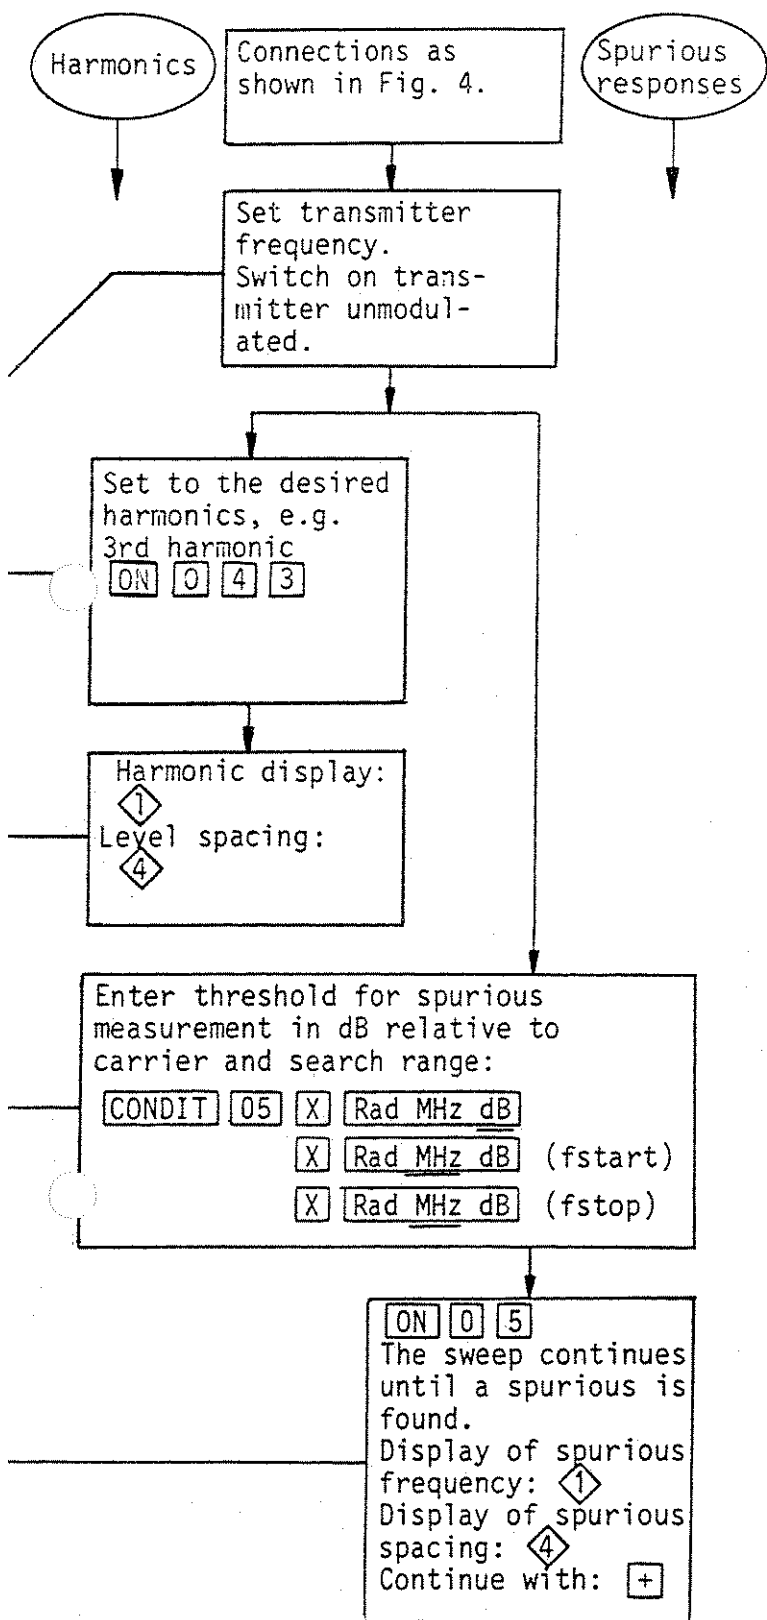 Harmonics
Connections as
shown in Fig. 4.
Spurious
responses
Set transmitter
frequency.
Switch on trans-
mitter unmodul-
ated.
Set to the desired
harmonics, e.g.
3rd harmonic
ON 0 4 3
Harmonic display:
1
Level spacing:
4
Enter threshold for spurious
measurement in dB relative to
carrier and search range:
CONDIT 05 X Rad MHz dB
X Rad MHz dB (fstart)
X Rad MHz dB (fstop)
ON 0 5
The sweep continues
until a spurious is
found.
Display of spurious
frequency: 1
Display of spurious
spacing: 4
Continue with: +